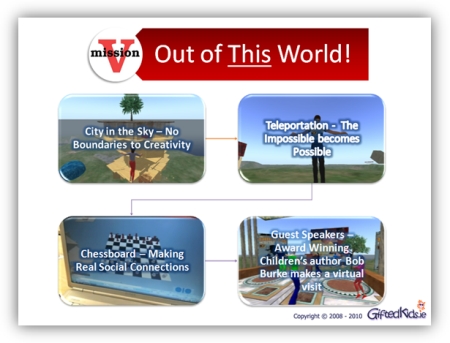 mission
V
Out of This World!
City in the Sky – No
Boundaries to Creativity
Teleportation - The
Impossible becomes
Possible
Chessboard – Making
Real Social Connections
Guest Speakers –
Award Winning
Children's author Bob
Burke makes a virtual
visit
Copyright © 2008 - 2010
GiftedKids.ie